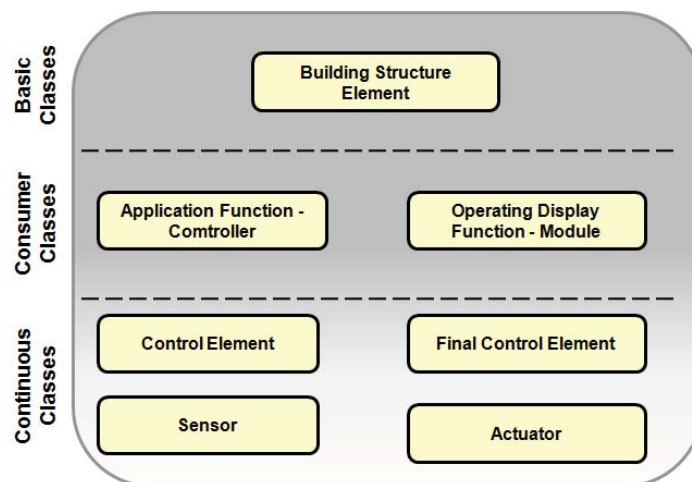 Basic
Classes
Building Structure
Element
Consumer
Classes
Application Function -
Comtroller
Operating Display
Function - Module
Continuous
Classes
Control Element
Final Control Element
Sensor
Actuator